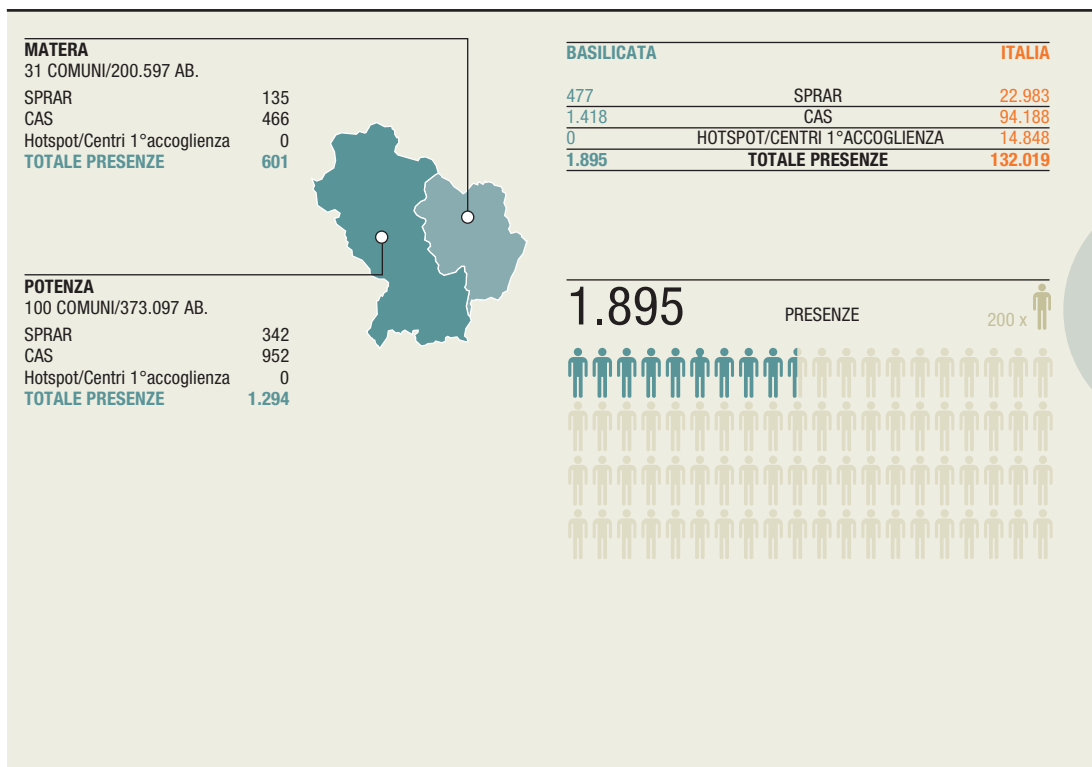 MATERA
31 COMUNI/200.597 AB.
SPRAR 135
CAS 466
Hotspot/Centri 1°accoglienza 0
TOTALE PRESENZE 601
POTENZA
100 COMUNI/373.097 AB.
SPRAR 342
CAS 952
Hotspot/Centri 1°accoglienza 0
TOTALE PRESENZE 1.294
BASILICATA ITALIA
477 SPRAR 22.983
1.418 CAS 94.188
0 HOTSPOT/CENTRI 1°ACCOGLIENZA 14.848
1.895 TOTALE PRESENZE 132.019
1.895 PRESENZE 200 x